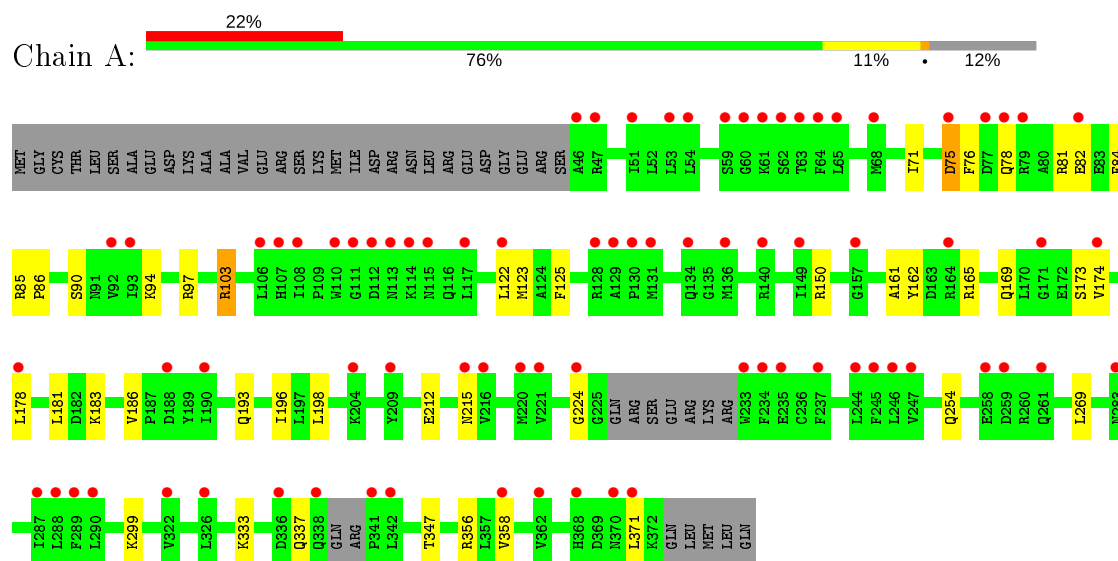 22%
Chain A:
76% 11% • 12%
MET GLY CYS THR LEU SER ALA GLU ASP LYS ALA ALA VAL GLU ARG SER LYS MET ILE ASP ARG ASN LEU ARG GLU ASP GLY GLU ARG SER A46 R47 I51 L52 L53 L54 S59 G60 K61 S62 T63 F64 L65 M68 I71 D75 F76 D77 Q78 R79 A80 R81 E82 E83
R85 P86 S90 N91 V92 I93 K94 R97 R103 L106 H107 I108 P109 W110 G111 D112 N113 K114 N115 Q116 L117 L122 M123 A124 F125 R128 A129 P130 M131 Q134 G135 M136 R140 I149 R150 G157 A161 Y162 D163 R164 R165 Q169 L170 G171 E172 S173 V174
L178 L181 D182 K183 V186 P187 D188 Y189 I190 Q193 I196 L197 L198 K204 Y209 E212 N215 V216 M220 V221 G224 G225 GLN ARG SER GLU ARG LYS ARG W233 F234 E235 C236 F237 L244 F245 L246 V247 Q254 E258 D259 R260 Q261 L269
I287 L288 F289 L290 K299 V322 L326 K333 D336 Q337 Q338 GLN ARG P341 L342 T347 R356 L357 V358 V362 H368 D369 N370 L371 K372 GLN LEU MET LEU GLN